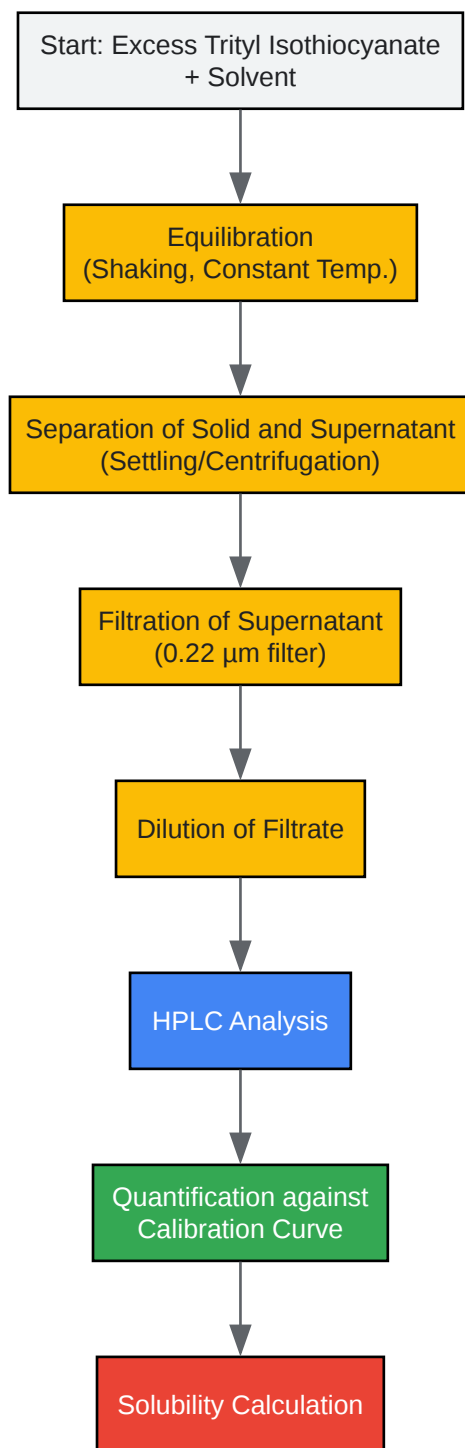 Start: Excess Trityl Isothiocyanate
+ Solvent
Equilibration
(Shaking, Constant Temp.)
Separation of Solid and Supernatant
(Settling/Centrifugation)
Filtration of Supernatant
(0.22 µm filter)
Dilution of Filtrate
HPLC Analysis
Quantification against
Calibration Curve
Solubility Calculation